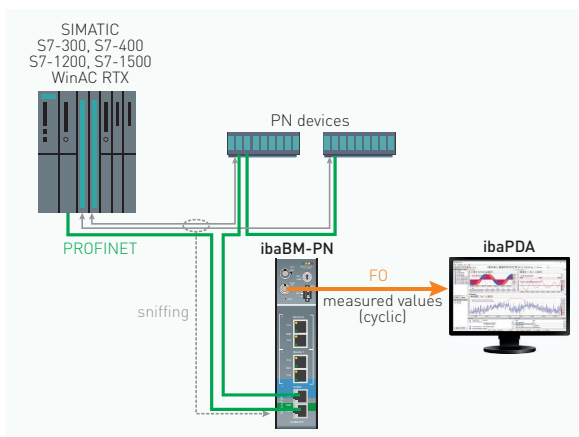 SIMATIC
S7-300, S7-400
S7-1200, S7-1500
WinAC RTX
PN devices
PROFINET
ibaBM-PN
ibaPDA
FO
measured values
(cyclic)
sniffing